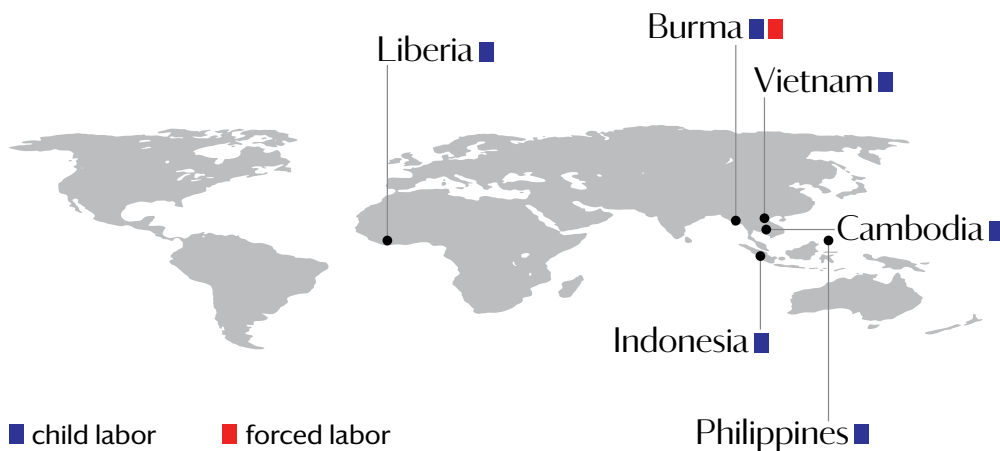 Burma
Liberia
Vietnam
Cambodia
Indonesia
Philippines
child labor
forced labor